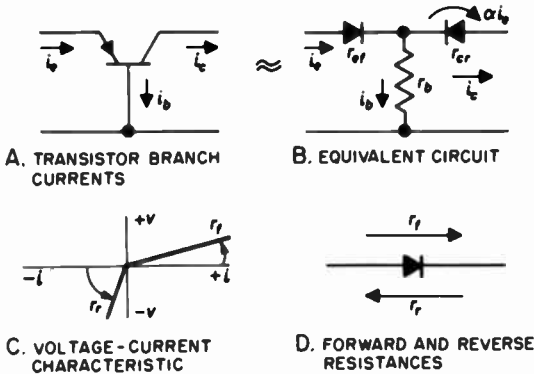 αie
ie
ic
≈
ie
ref
rcr
ib
ib
rb
ic
A. TRANSISTOR BRANCH
CURRENTS
B. EQUIVALENT CIRCUIT
+v
rf
rf
-i
+i
rr
-v
rr
C. VOLTAGE-CURRENT
CHARACTERISTIC
D. FORWARD AND REVERSE
RESISTANCES